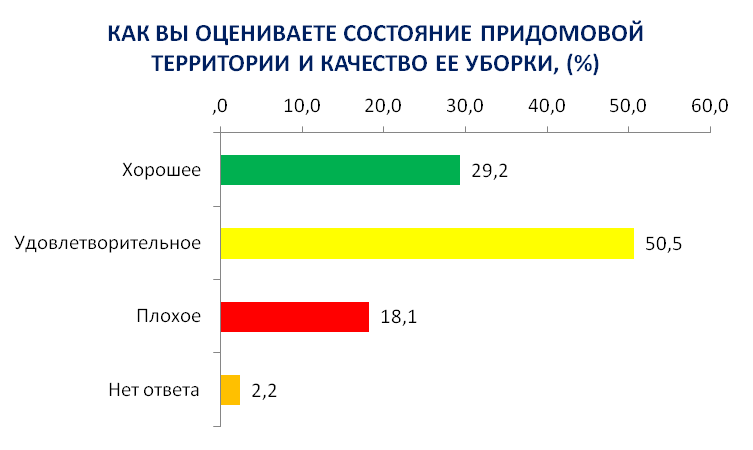 КАК ВЫ ОЦЕНИВАЕТЕ СОСТОЯНИЕ ПРИДОМОВОЙ
ТЕРРИТОРИИ И КАЧЕСТВО ЕЕ УБОРКИ, (%)
,0 10,0 20,0 30,0 40,0 50,0 60,0
Хорошее 29,2
Удовлетворительное 50,5
Плохое 18,1
Нет ответа 2,2